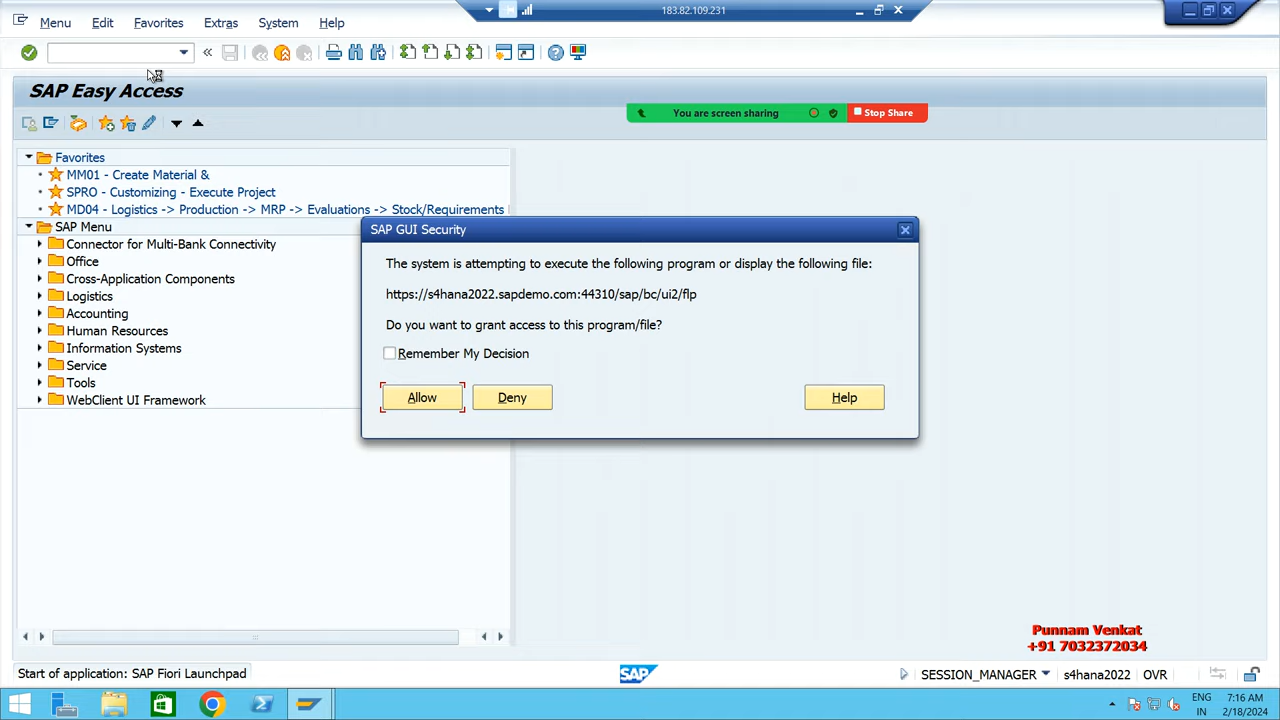 183.82.109.231
Menu Edit Favorites Extras System Help
SAP Easy Access
You are screen sharing Stop Share
Favorites
MM01 - Create Material &
SPRO - Customizing - Execute Project
MD04 - Logistics -> Production -> MRP -> Evaluations -> Stock/Requirements
SAP Menu
Connector for Multi-Bank Connectivity
Office
Cross-Application Components
Logistics
Accounting
Human Resources
Information Systems
Service
Tools
WebClient UI Framework
SAP GUI Security
The system is attempting to execute the following program or display the following file:
https://s4hana2022.sapdemo.com:44310/sap/bc/ui2/flp
Do you want to grant access to this program/file?
Remember My Decision
Allow Deny Help
Punnam Venkat
+91 7032372034
Start of application: SAP Fiori Launchpad
SAP
SESSION_MANAGER s4hana2022 OVR
ENG 7:16 AM
IN 2/18/2024